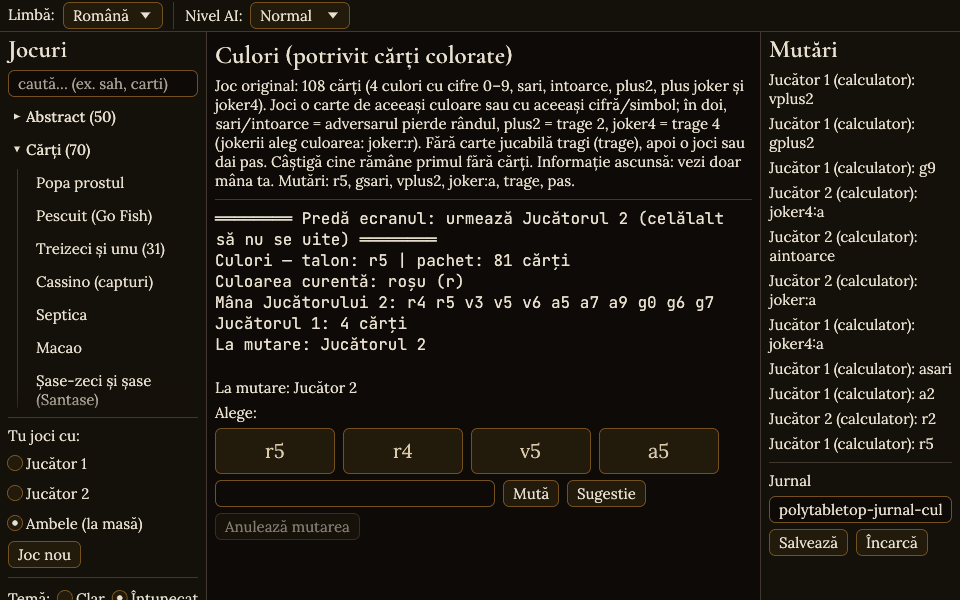 Limbă: Română ▼ Nivel AI: Normal ▼
Jocuri
caută... (ex. sah, carti)
▸ Abstract (50)
▾ Cărți (70)
Popa prostul
Pescuit (Go Fish)
Treizeci și unu (31)
Cassino (capturi)
Septica
Macao
Șase-zeci și șase
(Santase)
Tu joci cu:
Jucător 1
Jucător 2
Ambele (la masă)
Joc nou
Temă: Clar Întunecat
Culori (potrivit cărți colorate)
Joc original: 108 cărți (4 culori cu cifre 0–9, sari, intoarce, plus2, plus joker și
joker4). Joci o carte de aceeași culoare sau cu aceeași cifră/simbol; în doi,
sari/intoarce = adversarul pierde rândul, plus2 = trage 2, joker4 = trage 4
(jokerii aleg culoarea: joker:r). Fără carte jucabilă tragi (trage), apoi o joci sau
dai pas. Câștigă cine rămâne primul fără cărți. Informație ascunsă: vezi doar
mâna ta. Mutări: r5, gsari, vplus2, joker:a, trage, pas.
════════ Predă ecranul: urmează Jucătorul 2 (celălalt
să nu se uite) ════════
Culori — talon: r5 | pachet: 81 cărți
Culoarea curentă: roșu (r)
Mâna Jucătorului 2: r4 r5 v3 v5 v6 a5 a7 a9 g0 g6 g7
Jucătorul 1: 4 cărți
La mutare: Jucătorul 2
La mutare: Jucător 2
Alege:
r5 r4 v5 a5
Mută Sugestie
Anulează mutarea
Mutări
Jucător 1 (calculator):
vplus2
Jucător 1 (calculator):
gplus2
Jucător 1 (calculator): g9
Jucător 2 (calculator):
joker4:a
Jucător 2 (calculator):
aintoarce
Jucător 2 (calculator):
joker:a
Jucător 1 (calculator):
joker4:a
Jucător 1 (calculator): asari
Jucător 1 (calculator): a2
Jucător 2 (calculator): r2
Jucător 1 (calculator): r5
Jurnal
polytabletop-jurnal-cul
Salvează Încarcă